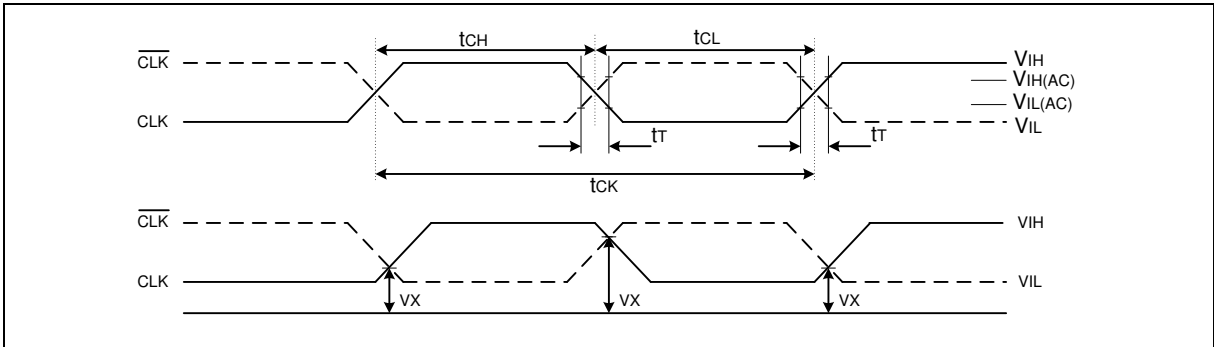 tCH
tCL
CLK
VIH
VIH(AC)
VIL(AC)
CLK
VIL
tT
tT
tCK
CLK
VIH
CLK
VIL
VX
VX
VX